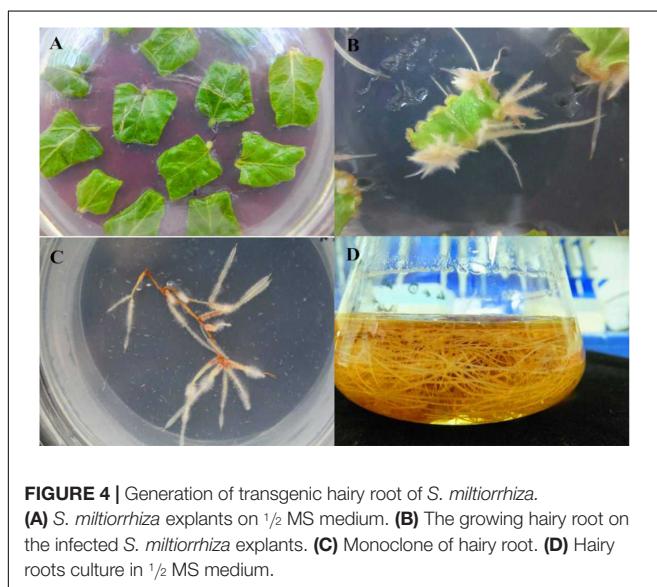 A
B
C
D
FIGURE 4 | Generation of transgenic hairy root of S. miltiorrhiza.
(A) S. miltiorrhiza explants on 1/2 MS medium. (B) The growing hairy root on
the infected S. miltiorrhiza explants. (C) Monoclone of hairy root. (D) Hairy
roots culture in 1/2 MS medium.